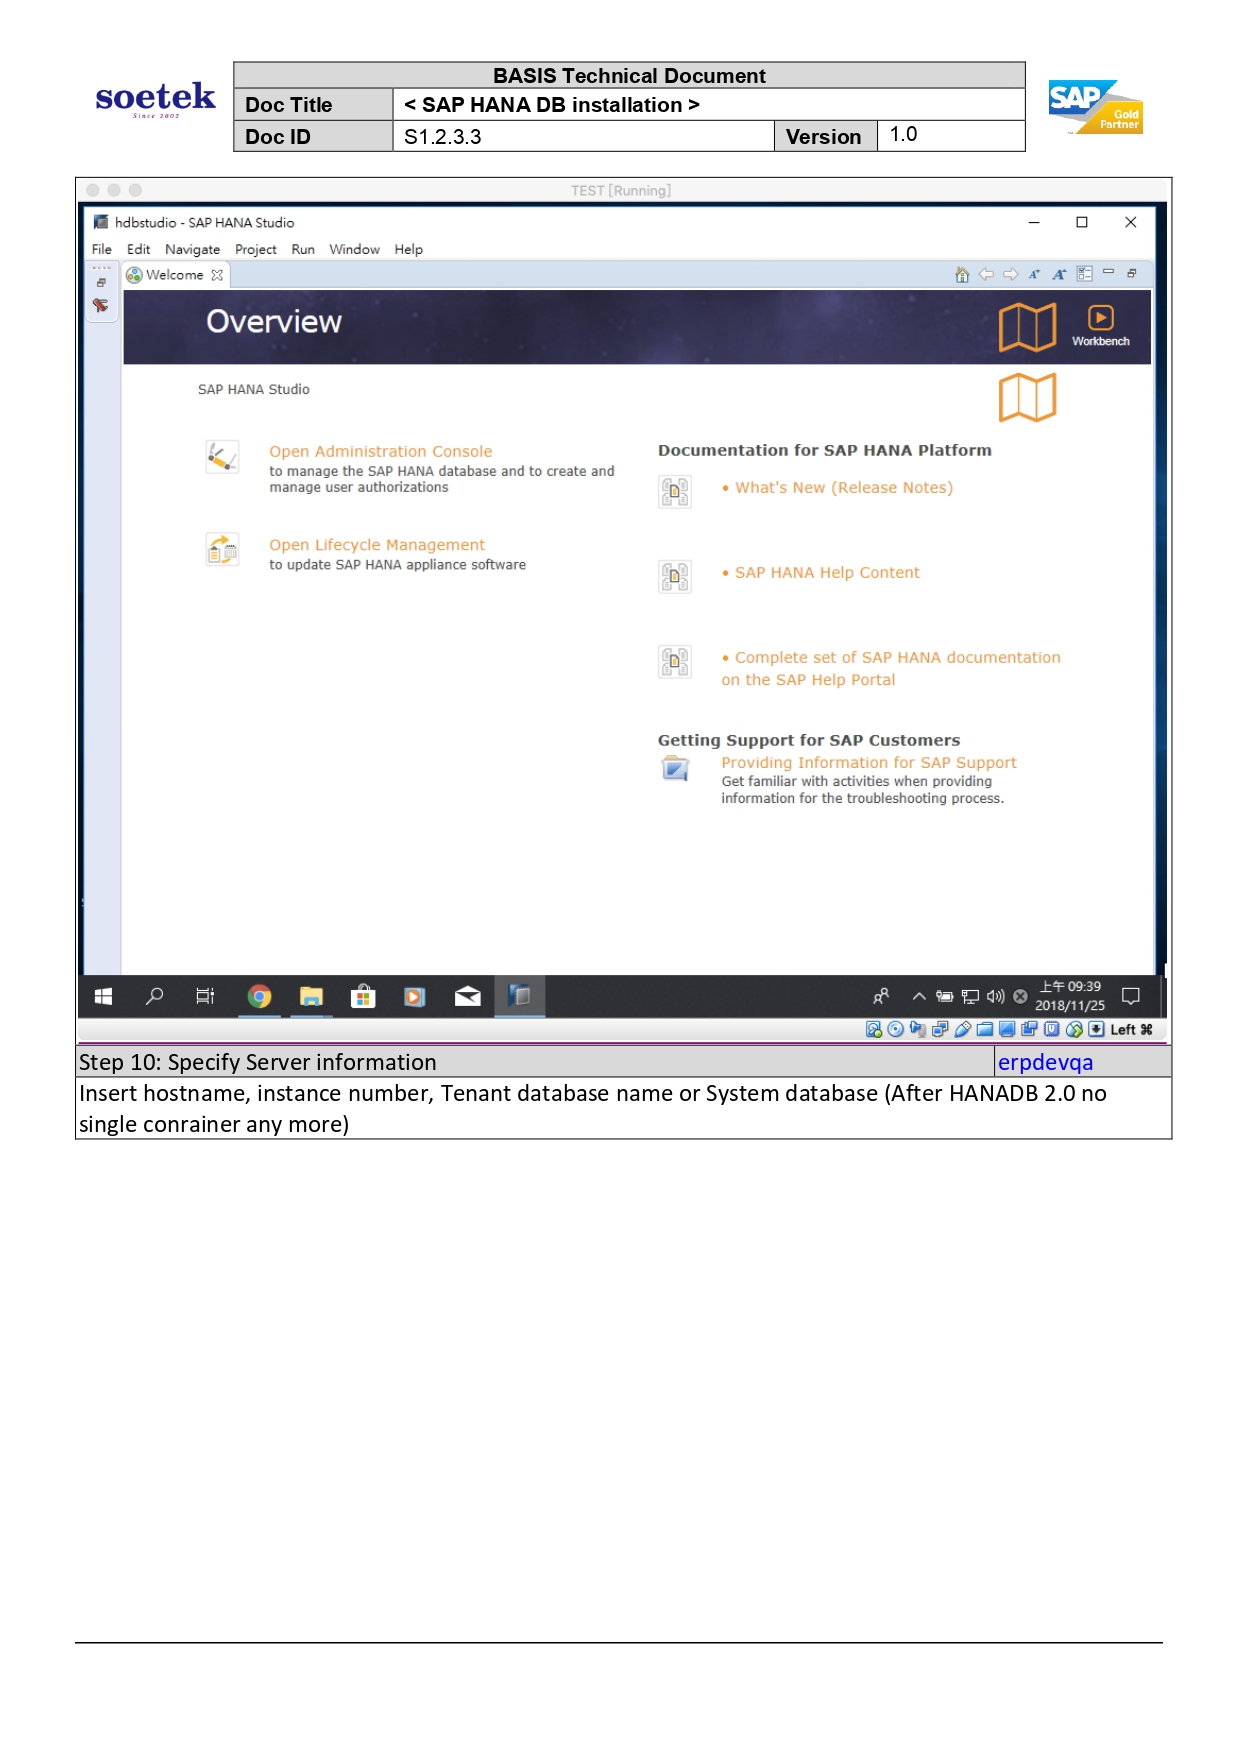 soetek
Since 2002
BASIS Technical Document
Doc Title < SAP HANA DB installation >
Doc ID S1.2.3.3 Version 1.0
SAP Gold Partner
TEST [Running]
hdbstudio - SAP HANA Studio
File Edit Navigate Project Run Window Help
Welcome
Overview
Workbench
SAP HANA Studio
Open Administration Console
to manage the SAP HANA database and to create and
manage user authorizations
Open Lifecycle Management
to update SAP HANA appliance software
Documentation for SAP HANA Platform
• What's New (Release Notes)
• SAP HANA Help Content
• Complete set of SAP HANA documentation
on the SAP Help Portal
Getting Support for SAP Customers
Providing Information for SAP Support
Get familiar with activities when providing
information for the troubleshooting process.
上午 09:39
2018/11/25
Left ⌘
Step 10: Specify Server information erpdevqa
Insert hostname, instance number, Tenant database name or System database (After HANADB 2.0 no
single conrainer any more)